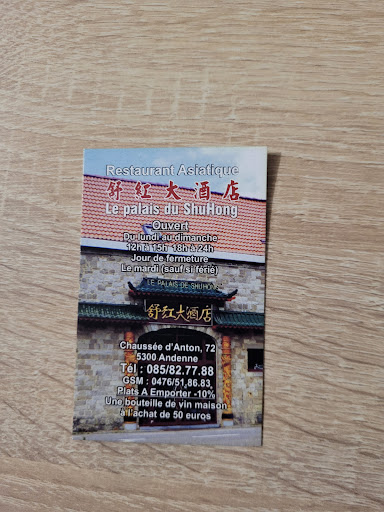 Restaurant Asiatique
舒紅大酒店
Le palais du ShuHong
Ouvert
Du lundi au dimanche
12h à 15h 18h à 24h
Jour de fermeture
Le mardi (sauf si férié)
LE PALAIS DE SHUHONG
舒紅大酒店
Chaussée d'Anton, 72
5300 Andenne
Tél : 085/82.77.88
GSM : 0476/51.86.83
Plats A Emporter -10%
Une bouteille de vin maison
à l'achat de 50 euros